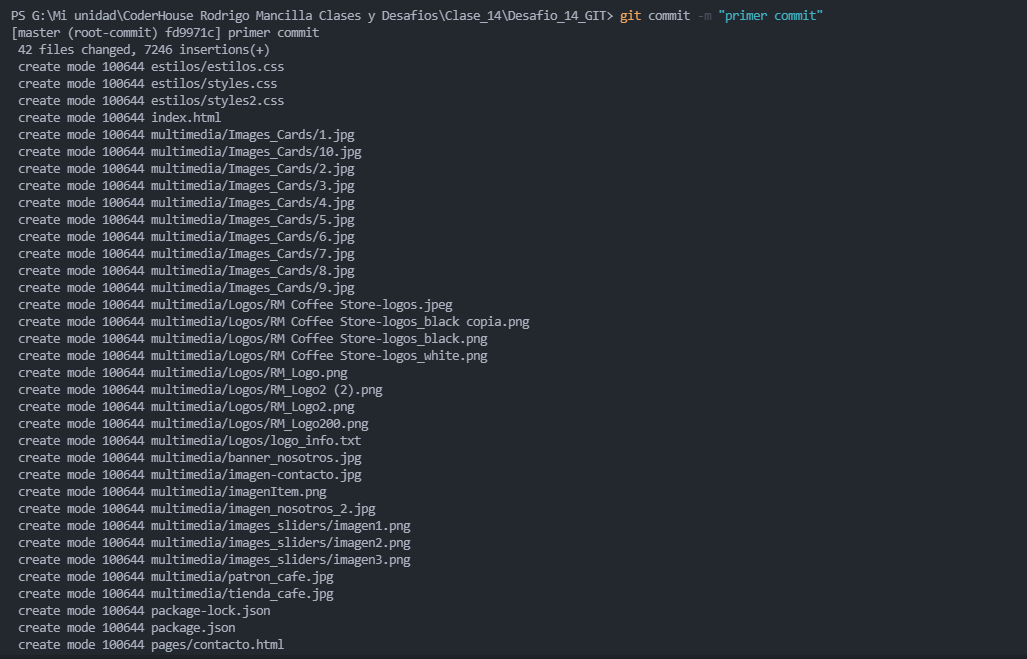 PS G:\Mi unidad\CoderHouse Rodrigo Mancilla Clases y Desafios\Clase_14\Desafio_14_GIT> git commit -m "primer commit"
[master (root-commit) fd9971c] primer commit
 42 files changed, 7246 insertions(+)
 create mode 100644 estilos/estilos.css
 create mode 100644 estilos/styles.css
 create mode 100644 estilos/styles2.css
 create mode 100644 index.html
 create mode 100644 multimedia/Images_Cards/1.jpg
 create mode 100644 multimedia/Images_Cards/10.jpg
 create mode 100644 multimedia/Images_Cards/2.jpg
 create mode 100644 multimedia/Images_Cards/3.jpg
 create mode 100644 multimedia/Images_Cards/4.jpg
 create mode 100644 multimedia/Images_Cards/5.jpg
 create mode 100644 multimedia/Images_Cards/6.jpg
 create mode 100644 multimedia/Images_Cards/7.jpg
 create mode 100644 multimedia/Images_Cards/8.jpg
 create mode 100644 multimedia/Images_Cards/9.jpg
 create mode 100644 multimedia/Logos/RM Coffee Store-logos.jpeg
 create mode 100644 multimedia/Logos/RM Coffee Store-logos_black copia.png
 create mode 100644 multimedia/Logos/RM Coffee Store-logos_black.png
 create mode 100644 multimedia/Logos/RM Coffee Store-logos_white.png
 create mode 100644 multimedia/Logos/RM_Logo.png
 create mode 100644 multimedia/Logos/RM_Logo2 (2).png
 create mode 100644 multimedia/Logos/RM_Logo2.png
 create mode 100644 multimedia/Logos/RM_Logo200.png
 create mode 100644 multimedia/Logos/logo_info.txt
 create mode 100644 multimedia/banner_nosotros.jpg
 create mode 100644 multimedia/imagen-contacto.jpg
 create mode 100644 multimedia/imagenItem.png
 create mode 100644 multimedia/imagen_nosotros_2.jpg
 create mode 100644 multimedia/images_sliders/imagen1.png
 create mode 100644 multimedia/images_sliders/imagen2.png
 create mode 100644 multimedia/images_sliders/imagen3.png
 create mode 100644 multimedia/patron_cafe.jpg
 create mode 100644 multimedia/tienda_cafe.jpg
 create mode 100644 package-lock.json
 create mode 100644 package.json
 create mode 100644 pages/contacto.html